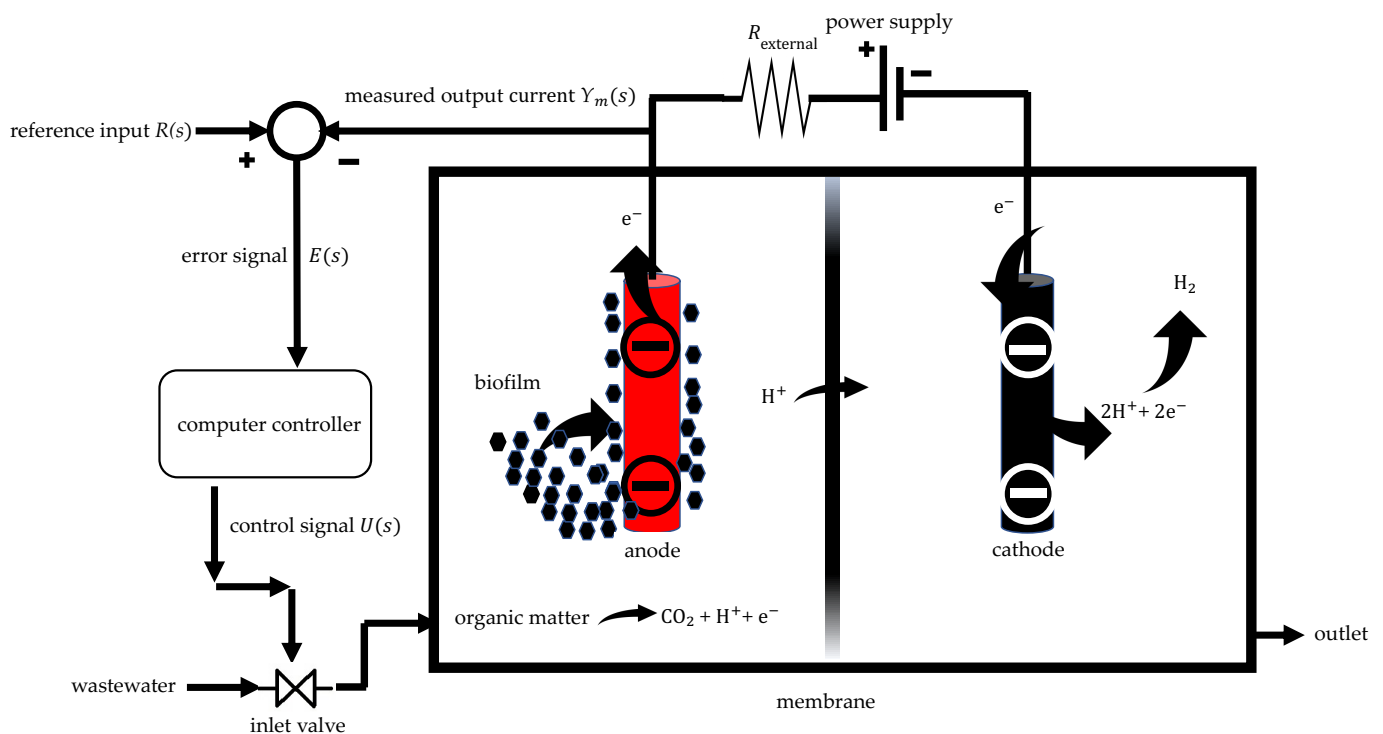 power supply
R_external
+
−
measured output current Y_m(s)
reference input R(s)
+
−
e⁻
e⁻
error signal E(s)
H₂
biofilm
H⁺
2H⁺+ 2e⁻
computer controller
control signal U(s)
anode
cathode
organic matter CO₂ + H⁺+ e⁻
outlet
wastewater
membrane
inlet valve